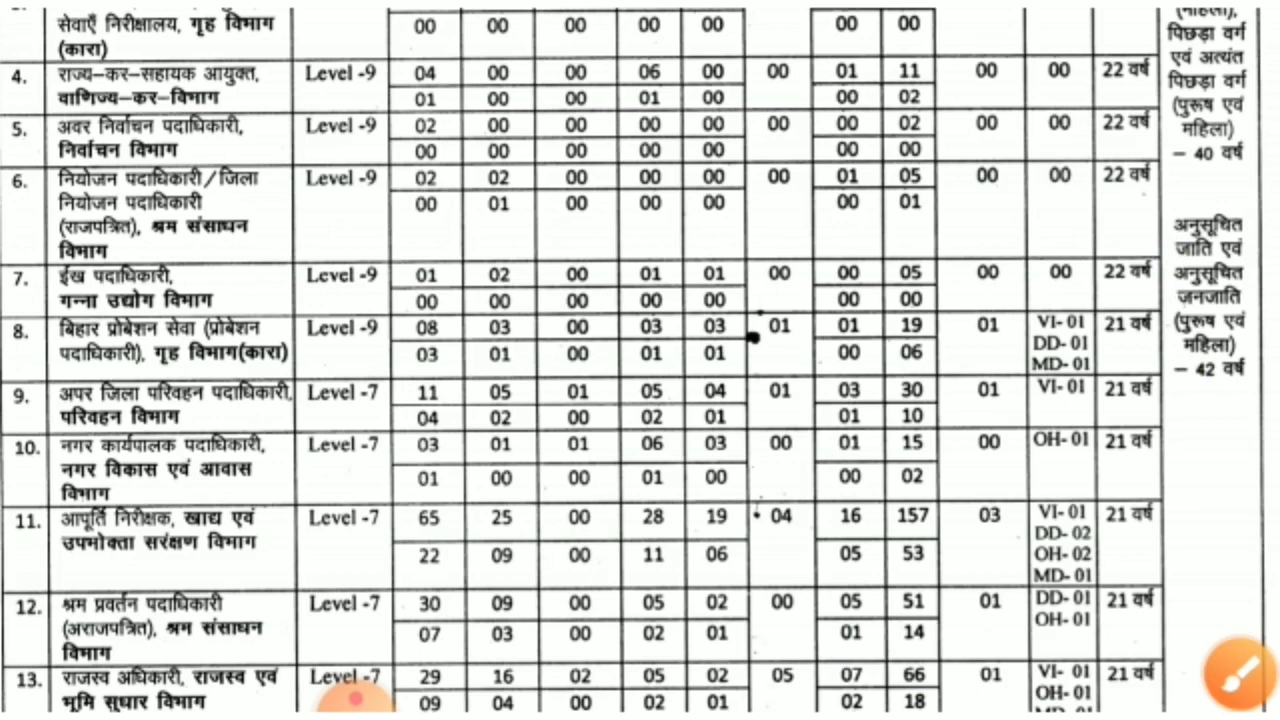 सेवाएँ निरीक्षालय, गृह विभाग 00 00 00 00 00 00 00
(कारा)
4. राज्य–कर–सहायक आयुक्त, Level -9 04 00 00 06 00 00 01 11 00 00 22 वर्ष
वाणिज्य–कर–विभाग 01 00 00 01 00 00 02
5. अवर निर्वाचन पदाधिकारी, Level -9 02 00 00 00 00 00 00 02 00 00 22 वर्ष
निर्वाचन विभाग 00 00 00 00 00 00 00
6. नियोजन पदाधिकारी/जिला Level -9 02 02 00 00 00 00 01 05 00 00 22 वर्ष
नियोजन पदाधिकारी 00 01 00 00 00 00 01
(राजपत्रित), श्रम संसाधन
विभाग
7. ईख पदाधिकारी, Level -9 01 02 00 01 01 00 00 05 00 00 22 वर्ष
गन्ना उद्योग विभाग 00 00 00 00 00 00 00
8. बिहार प्रोबेशन सेवा (प्रोबेशन Level -9 08 03 00 03 03 01 01 19 01 VI- 01 21 वर्ष
पदाधिकारी), गृह विभाग(कारा) 03 01 00 01 01 00 06 DD- 01
MD- 01
9. अपर जिला परिवहन पदाधिकारी, Level -7 11 05 01 05 04 01 03 30 01 VI- 01 21 वर्ष
परिवहन विभाग 04 02 00 02 01 01 10
10. नगर कार्यपालक पदाधिकारी, Level -7 03 01 01 06 03 00 01 15 00 OH- 01 21 वर्ष
नगर विकास एवं आवास 01 00 00 01 00 00 02
विभाग
11. आपूर्ति निरीक्षक, खाद्य एवं Level -7 65 25 00 28 19 04 16 157 03 VI- 01 21 वर्ष
उपभोक्ता सरंक्षण विभाग 22 09 00 11 06 05 53 DD- 02
OH- 02
MD- 01
12. श्रम प्रवर्तन पदाधिकारी Level -7 30 09 00 05 02 00 05 51 01 DD- 01 21 वर्ष
(अराजपत्रित), श्रम संसाधन 07 03 00 02 01 01 14 OH- 01
विभाग
13. राजस्व अधिकारी, राजस्व एवं Level -7 29 16 02 05 02 05 07 66 01 VI- 01 21 वर्ष
भूमि सुधार विभाग 09 04 00 02 01 02 18 OH- 01
(महिला),
पिछड़ा वर्ग
एवं अत्यंत
पिछड़ा वर्ग
(पुरूष एवं
महिला)
– 40 वर्ष
अनुसूचित
जाति एवं
अनुसूचित
जनजाति
(पुरूष एवं
महिला)
– 42 वर्ष